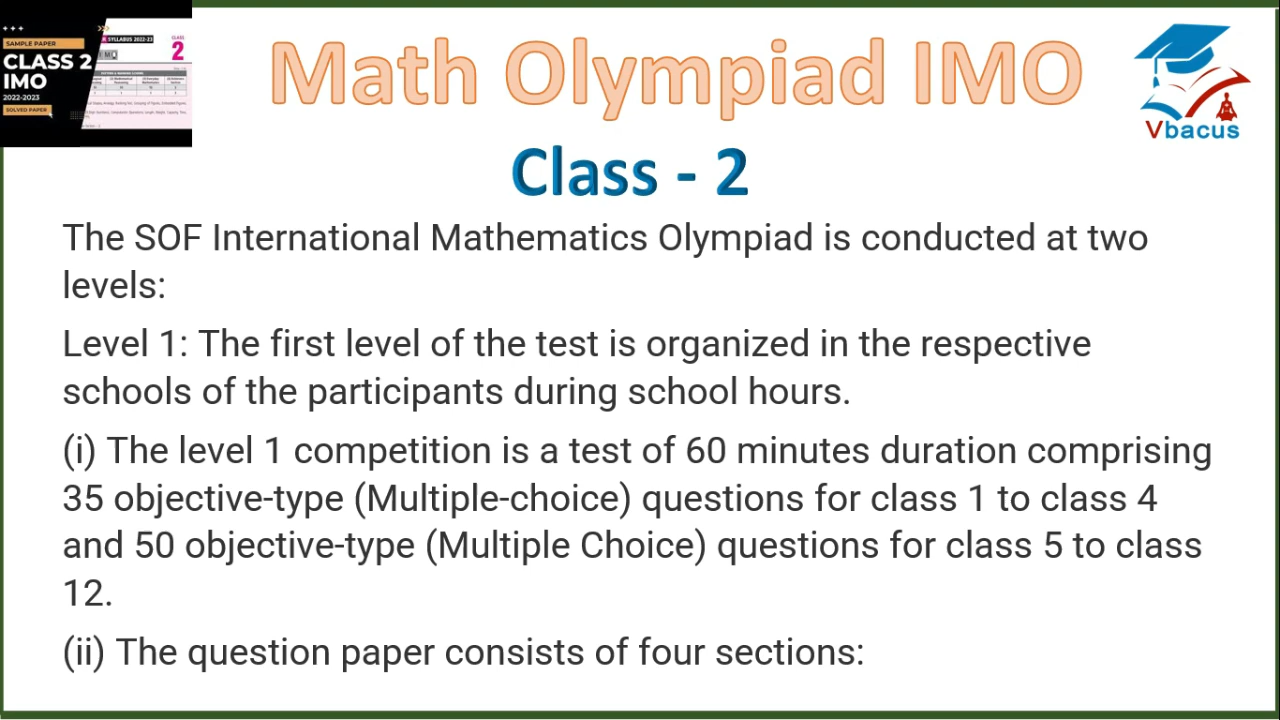 SAMPLE PAPER
CLASS 2
IMO
2022-2023
SOLVED PAPER
SYLLABUS 2022-23
CLASS
2
Math Olympiad IMO
Vbacus
Class - 2
The SOF International Mathematics Olympiad is conducted at two
levels:
Level 1: The first level of the test is organized in the respective
schools of the participants during school hours.
(i) The level 1 competition is a test of 60 minutes duration comprising
35 objective-type (Multiple-choice) questions for class 1 to class 4
and 50 objective-type (Multiple Choice) questions for class 5 to class
12.
(ii) The question paper consists of four sections: